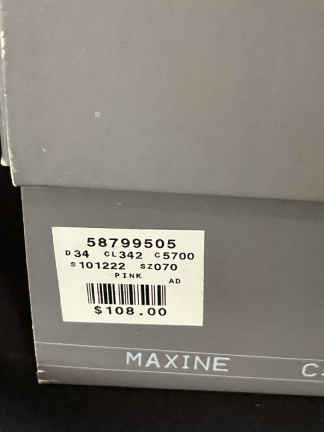 58799505
D34 CL342 C5700
S101222 SZ070
PINK
AD
$108.00
MAXINE C